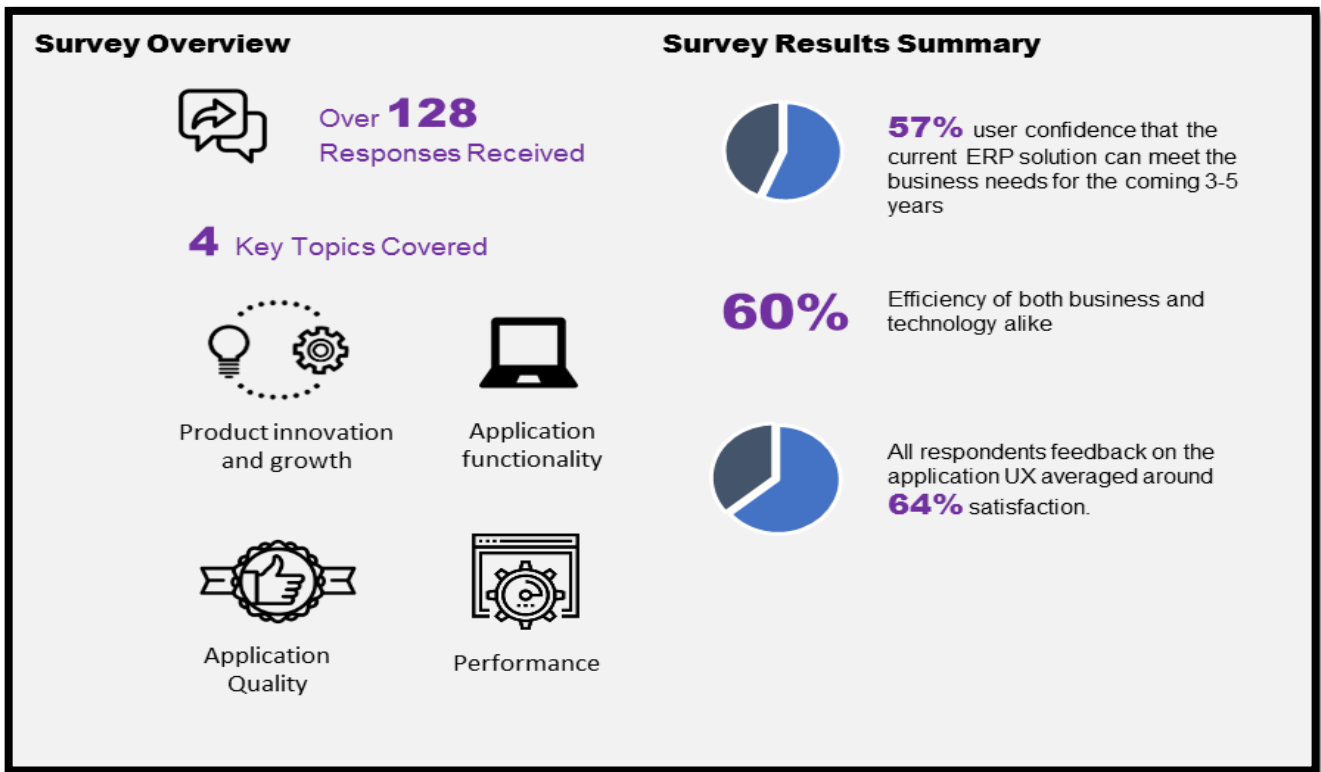 Survey Overview
Over 128
Responses Received
4 Key Topics Covered
Product innovation
and growth
Application
functionality
Application
Quality
Performance
Survey Results Summary
57% user confidence that the
current ERP solution can meet the
business needs for the coming 3-5
years
60%
Efficiency of both business and
technology alike
All respondents feedback on the
application UX averaged around
64% satisfaction.